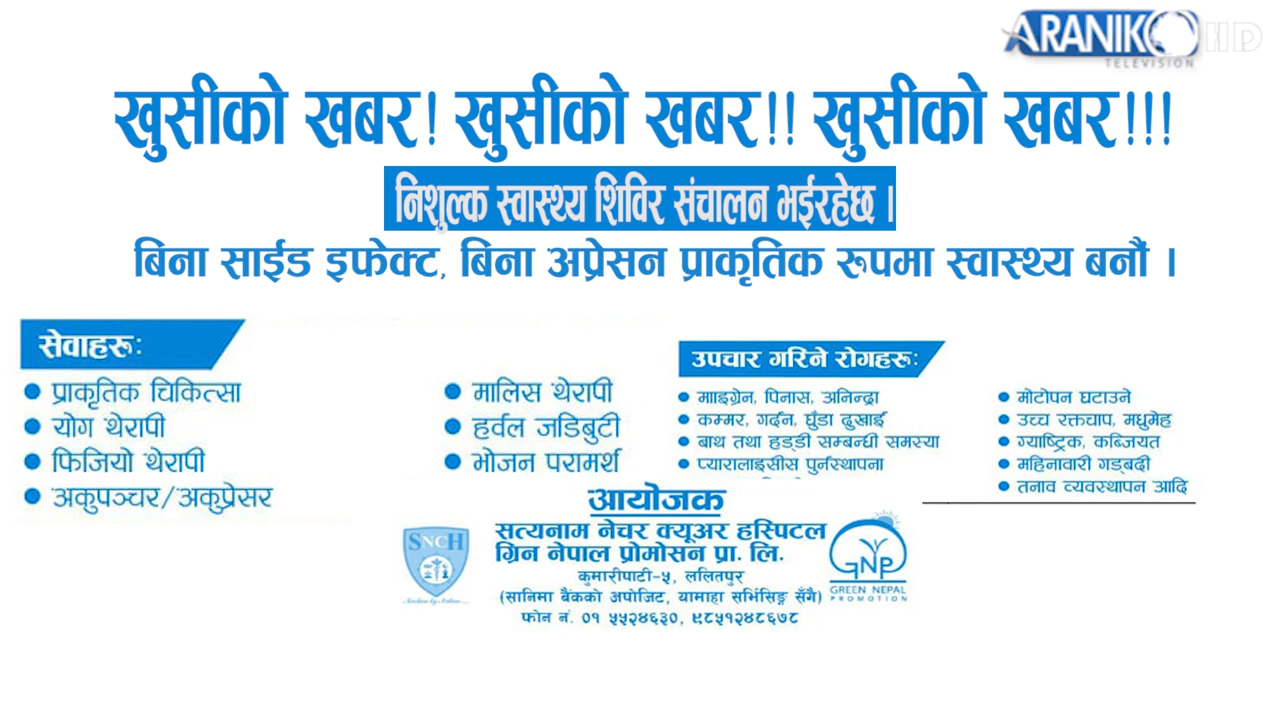 ARANIKO HD
TELEVISION
खुसीको खबर! खुसीको खबर!! खुसीको खबर!!!
निशुल्क स्वास्थ्य शिविर संचालन भईरहेछ ।
बिना साईड इफेक्ट, बिना अप्रेसन प्राकृतिक रुपमा स्वास्थ्य बनौं ।
सेवाहरू:
प्राकृतिक चिकित्सा
योग थेरापी
फिजियो थेरापी
अकुपञ्चर/अकुप्रेसर
मालिस थेरापी
हर्वल जडिबुटी
भोजन परामर्श
उपचार गरिने रोगहरू:
माइग्रेन, पिनास, अनिन्द्रा
कम्मर, गर्दन, घुँडा दुखाई
बाथ तथा हड्डी सम्बन्धी समस्या
प्यारालाइसीस पुर्नस्थापना
मोटोपन घटाउने
उच्च रक्तचाप, मधुमेह
ग्याष्ट्रिक, कब्जियत
महिनावारी गड्बदी
तनाव व्यवस्थापन आदि
आयोजक
सत्यनाम नेचर क्यूअर हस्पिटल
ग्रिन नेपाल प्रोमोसन प्रा. लि.
कुमारीपाटी-५, ललितपुर
(सानिमा बैंकको अपोजिट, यामाहा सर्भिसिङ्ग सँगै)
फोन नं. ०१ ५५२४६३०, ९८५१२४८६७८
SNCH
GNP
GREEN NEPAL
PROMOTION